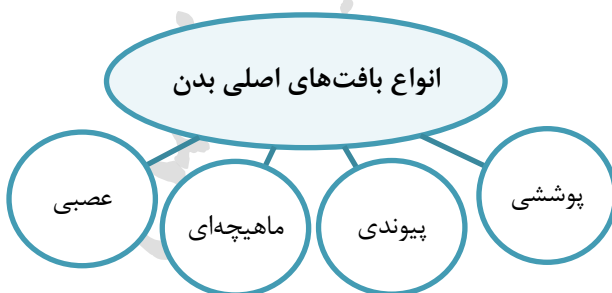 انواع بافت‌های اصلی بدن
پوششی
پیوندی
ماهیچه‌ای
عصبی